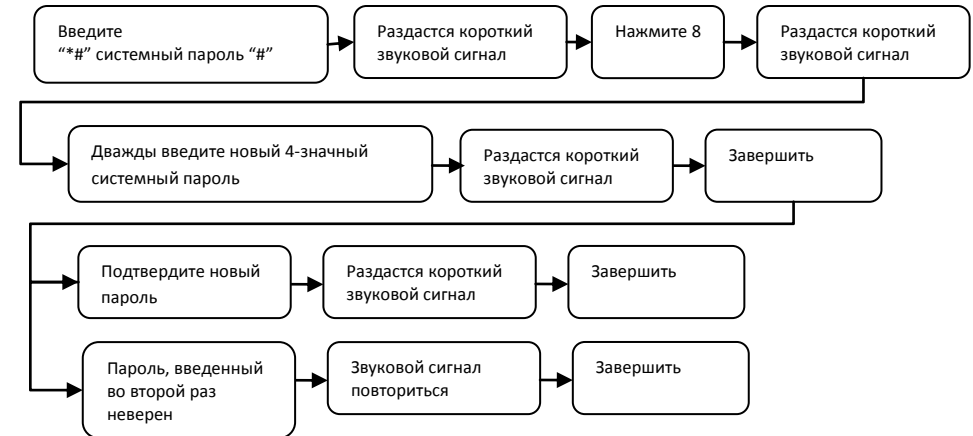 Введите
“*#” системный пароль “#”
Раздастся короткий
звуковой сигнал
Нажмите 8
Раздастся короткий
звуковой сигнал
Дважды введите новый 4-значный
системный пароль
Раздастся короткий
звуковой сигнал
Завершить
Подтвердите новый
пароль
Раздастся короткий
звуковой сигнал
Завершить
Пароль, введенный
во второй раз
неверен
Звуковой сигнал
повториться
Завершить